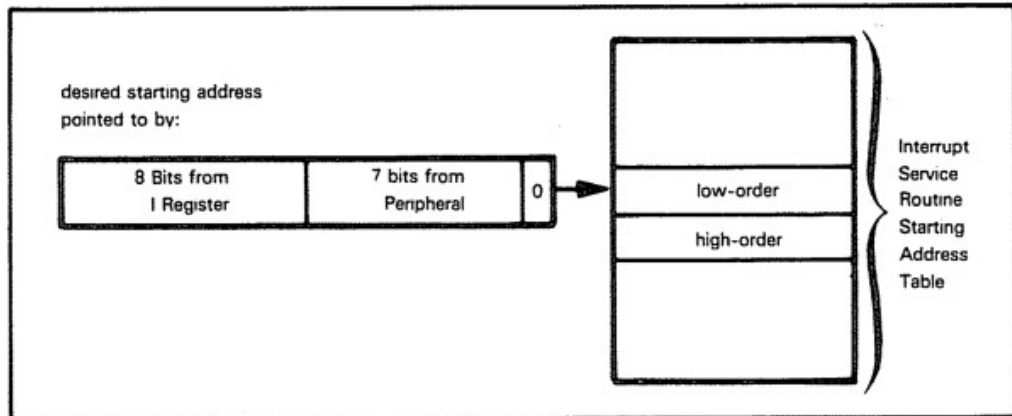 desired starting address
pointed to by:
8 Bits from
I Register
7 bits from
Peripheral
0
low-order
high-order
Interrupt
Service
Routine
Starting
Address
Table